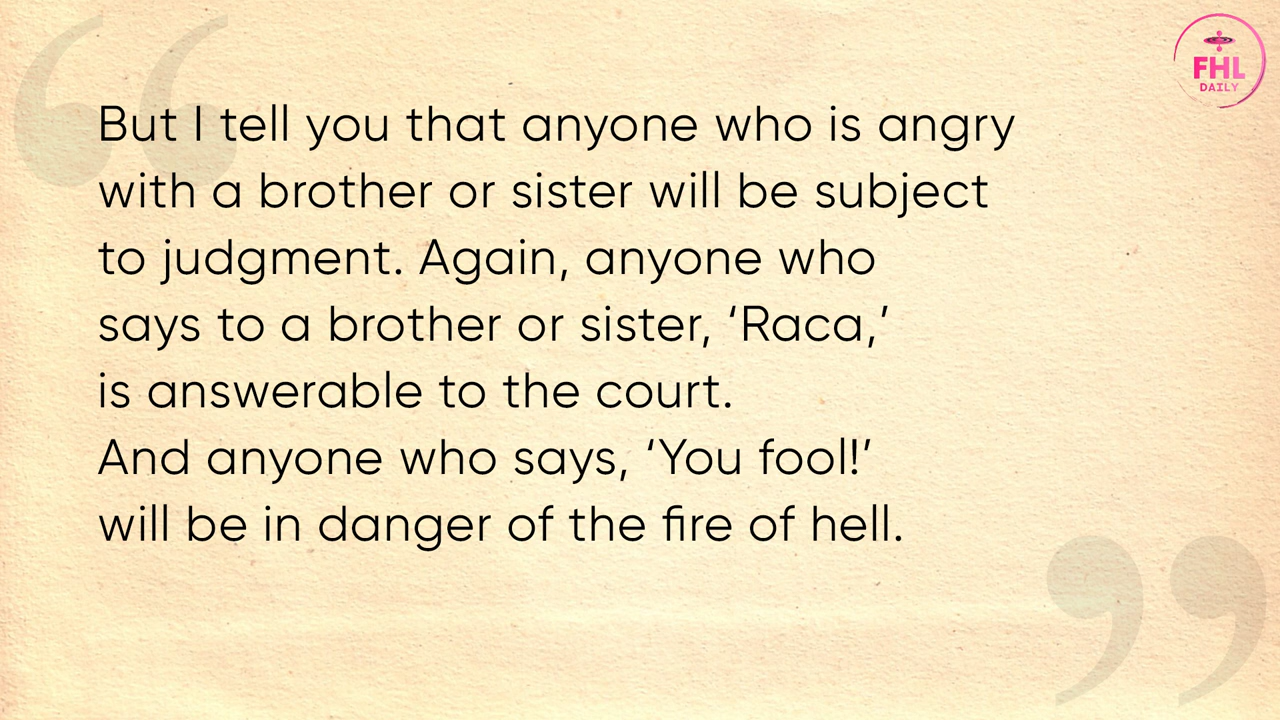 FHL
DAILY
But I tell you that anyone who is angry
with a brother or sister will be subject
to judgment. Again, anyone who
says to a brother or sister, ‘Raca,’
is answerable to the court.
And anyone who says, ‘You fool!’
will be in danger of the fire of hell.